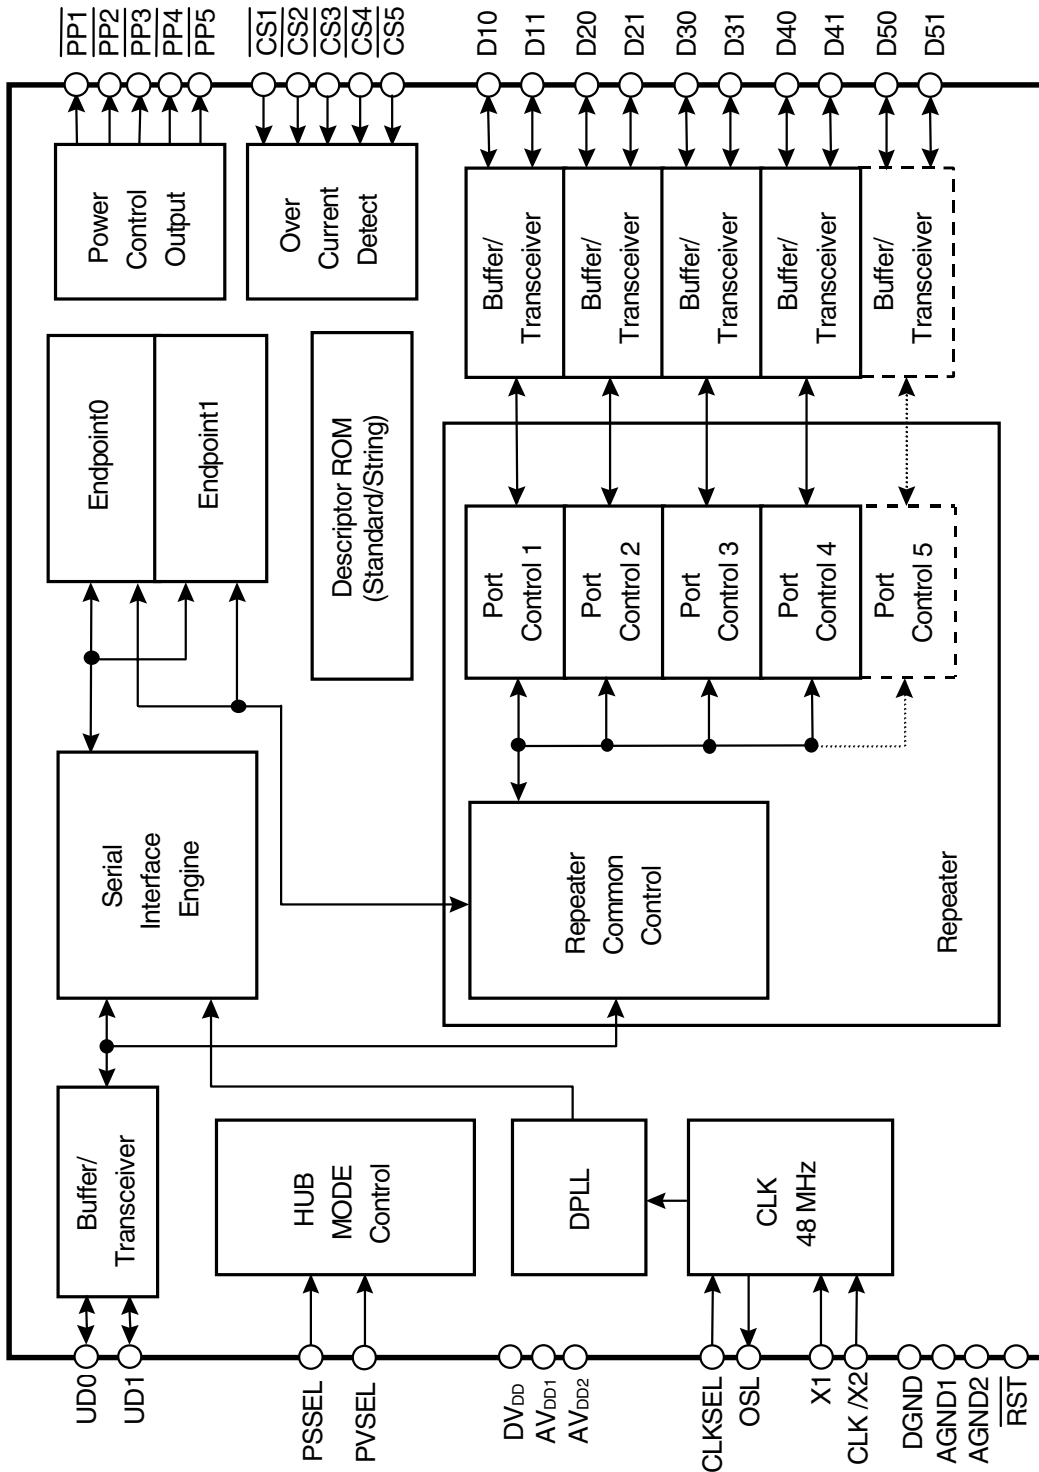 UD0
UD1
PSSEL
PVSEL
DVDD
AVDD1
AVDD2
CLKSEL
OSL
X1
CLK /X2
DGND
AGND1
AGND2
RST
Buffer/
Transceiver
HUB
MODE
Control
DPLL
CLK
48 MHz
Serial
Interface
Engine
Repeater
Common
Control
Repeater
Endpoint0
Endpoint1
Descriptor ROM
(Standard/String)
Port
Control 1
Port
Control 2
Port
Control 3
Port
Control 4
Port
Control 5
Power
Control
Output
Over
Current
Detect
Buffer/
Transceiver
Buffer/
Transceiver
Buffer/
Transceiver
Buffer/
Transceiver
Buffer/
Transceiver
PP1
PP2
PP3
PP4
PP5
CS1
CS2
CS3
CS4
CS5
D10
D11
D20
D21
D30
D31
D40
D41
D50
D51